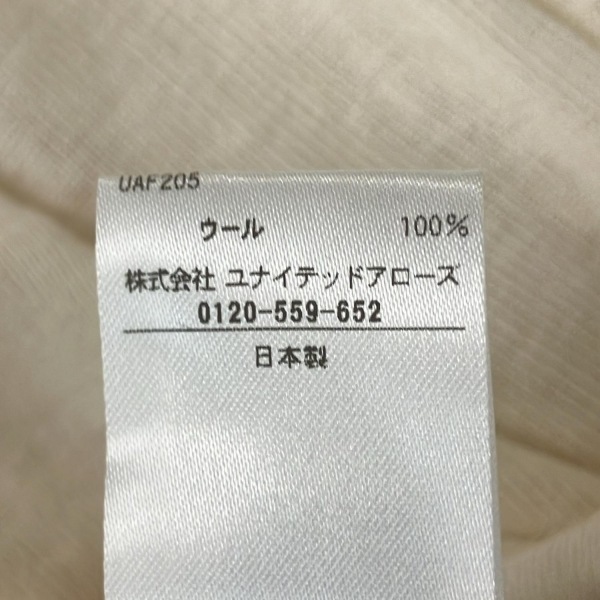 UAF205
ウール 100%
株式会社 ユナイテッドアローズ
0120-559-652
日本製